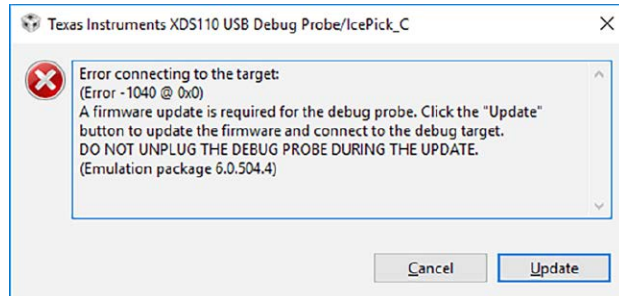 Texas Instruments XDS110 USB Debug Probe/IcePick_C
Error connecting to the target:
(Error -1040 @ 0x0)
A firmware update is required for the debug probe. Click the "Update"
button to update the firmware and connect to the debug target.
DO NOT UNPLUG THE DEBUG PROBE DURING THE UPDATE.
(Emulation package 6.0.504.4)
Cancel
Update